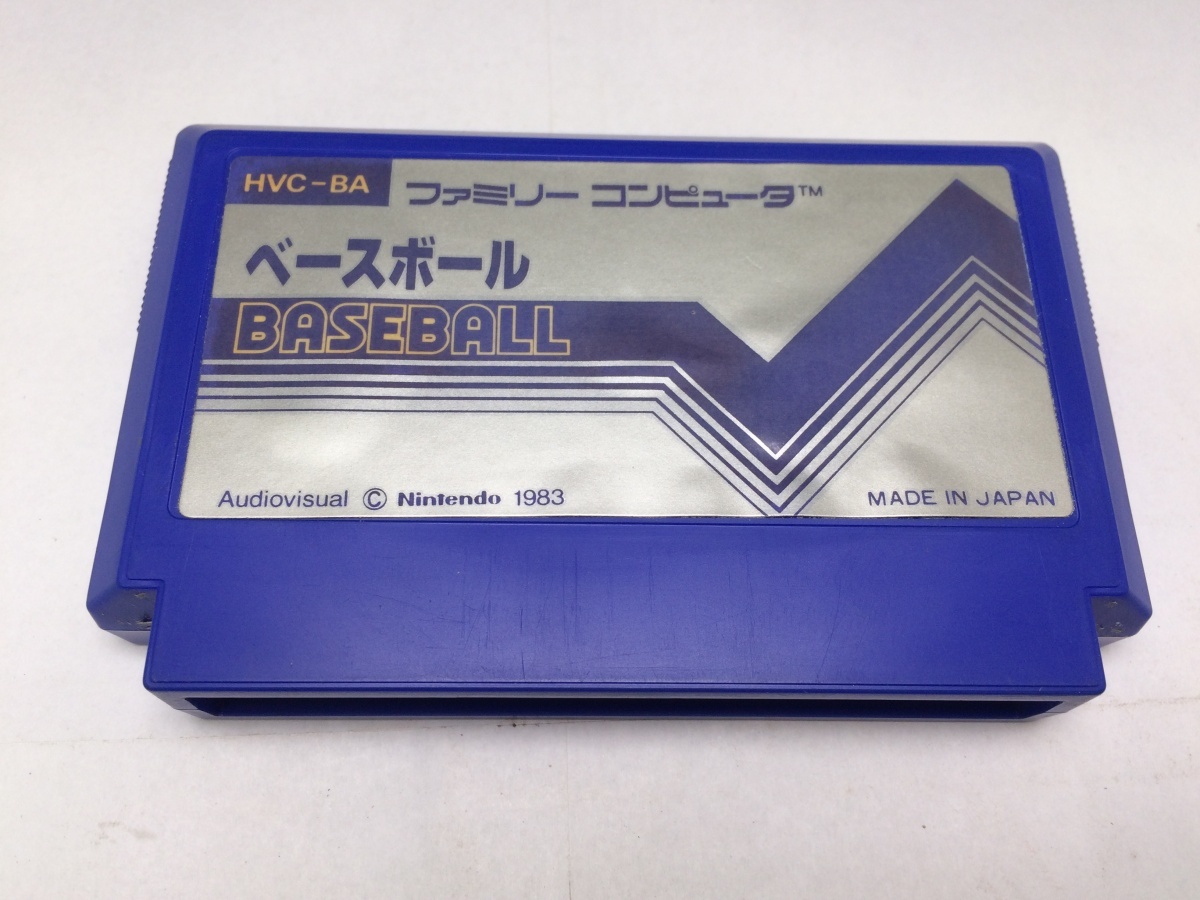 HVC-BA
ファミリー コンピュータ™
ベースボール
BASEBALL
Audiovisual © Nintendo 1983
MADE IN JAPAN